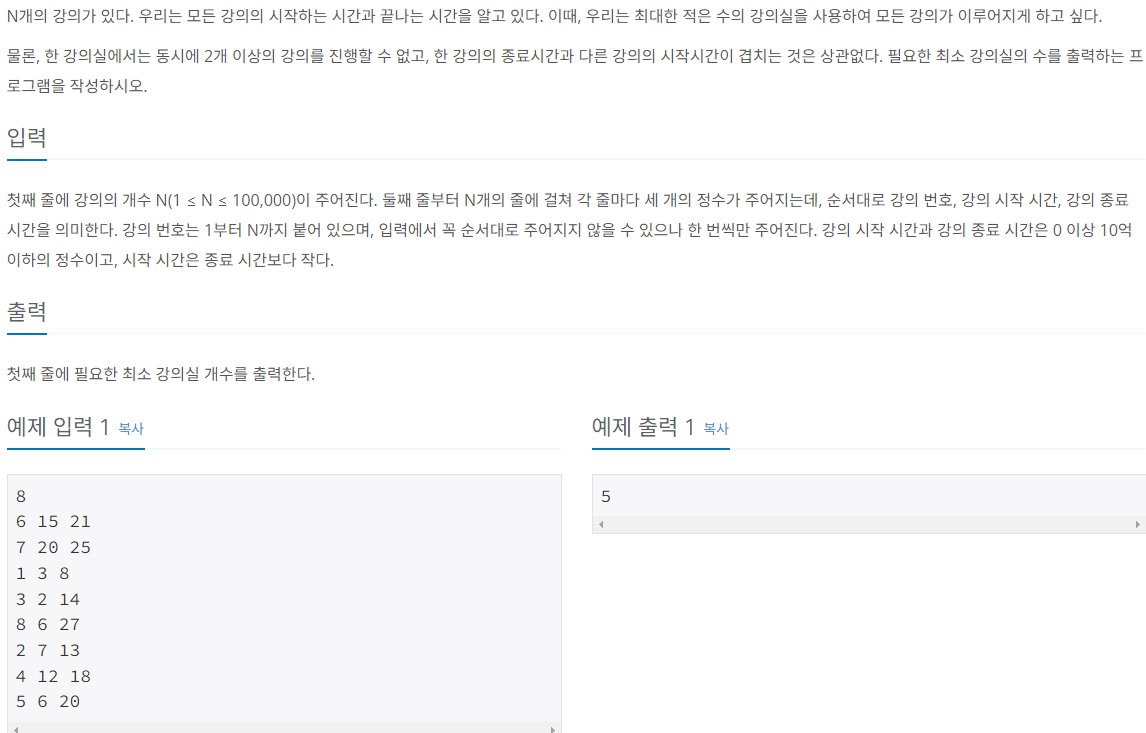 N개의 강의가 있다. 우리는 모든 강의의 시작하는 시간과 끝나는 시간을 알고 있다. 이때, 우리는 최대한 적은 수의 강의실을 사용하여 모든 강의가 이루어지게 하고 싶다.
물론, 한 강의실에서는 동시에 2개 이상의 강의를 진행할 수 없고, 한 강의의 종료시간과 다른 강의의 시작시간이 겹치는 것은 상관없다. 필요한 최소 강의실의 수를 출력하는 프
로그램을 작성하시오.
입력
첫째 줄에 강의의 개수 N(1 ≤ N ≤ 100,000)이 주어진다. 둘째 줄부터 N개의 줄에 걸쳐 각 줄마다 세 개의 정수가 주어지는데, 순서대로 강의 번호, 강의 시작 시간, 강의 종료
시간을 의미한다. 강의 번호는 1부터 N까지 붙어 있으며, 입력에서 꼭 순서대로 주어지지 않을 수 있으나 한 번씩만 주어진다. 강의 시작 시간과 강의 종료 시간은 0 이상 10억
이하의 정수이고, 시작 시간은 종료 시간보다 작다.
출력
첫째 줄에 필요한 최소 강의실 개수를 출력한다.
예제 입력 1 복사
8
6 15 21
7 20 25
1 3 8
3 2 14
8 6 27
2 7 13
4 12 18
5 6 20
예제 출력 1 복사
5